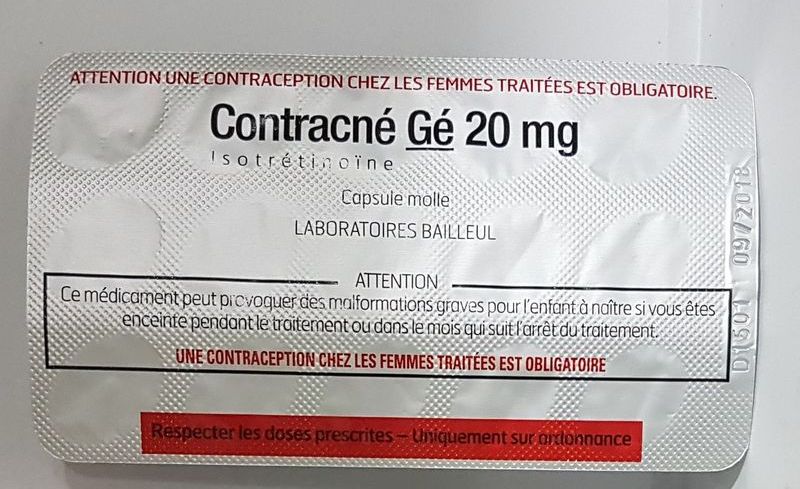 ATTENTION UNE CONTRACEPTION CHEZ LES FEMMES TRAITÉES EST OBLIGATOIRE.
Contracné Gé 20 mg
Isotrétinoïne
Capsule molle
LABORATOIRES BAILLEUL
ATTENTION
Ce médicament peut provoquer des malformations graves pour l'enfant à naître si vous êtes
enceinte pendant le traitement ou dans le mois qui suit l'arrêt du traitement.
UNE CONTRACEPTION CHEZ LES FEMMES TRAITÉES EST OBLIGATOIRE
Respecter les doses prescrites – Uniquement sur ordonnance
D1501 09/2018